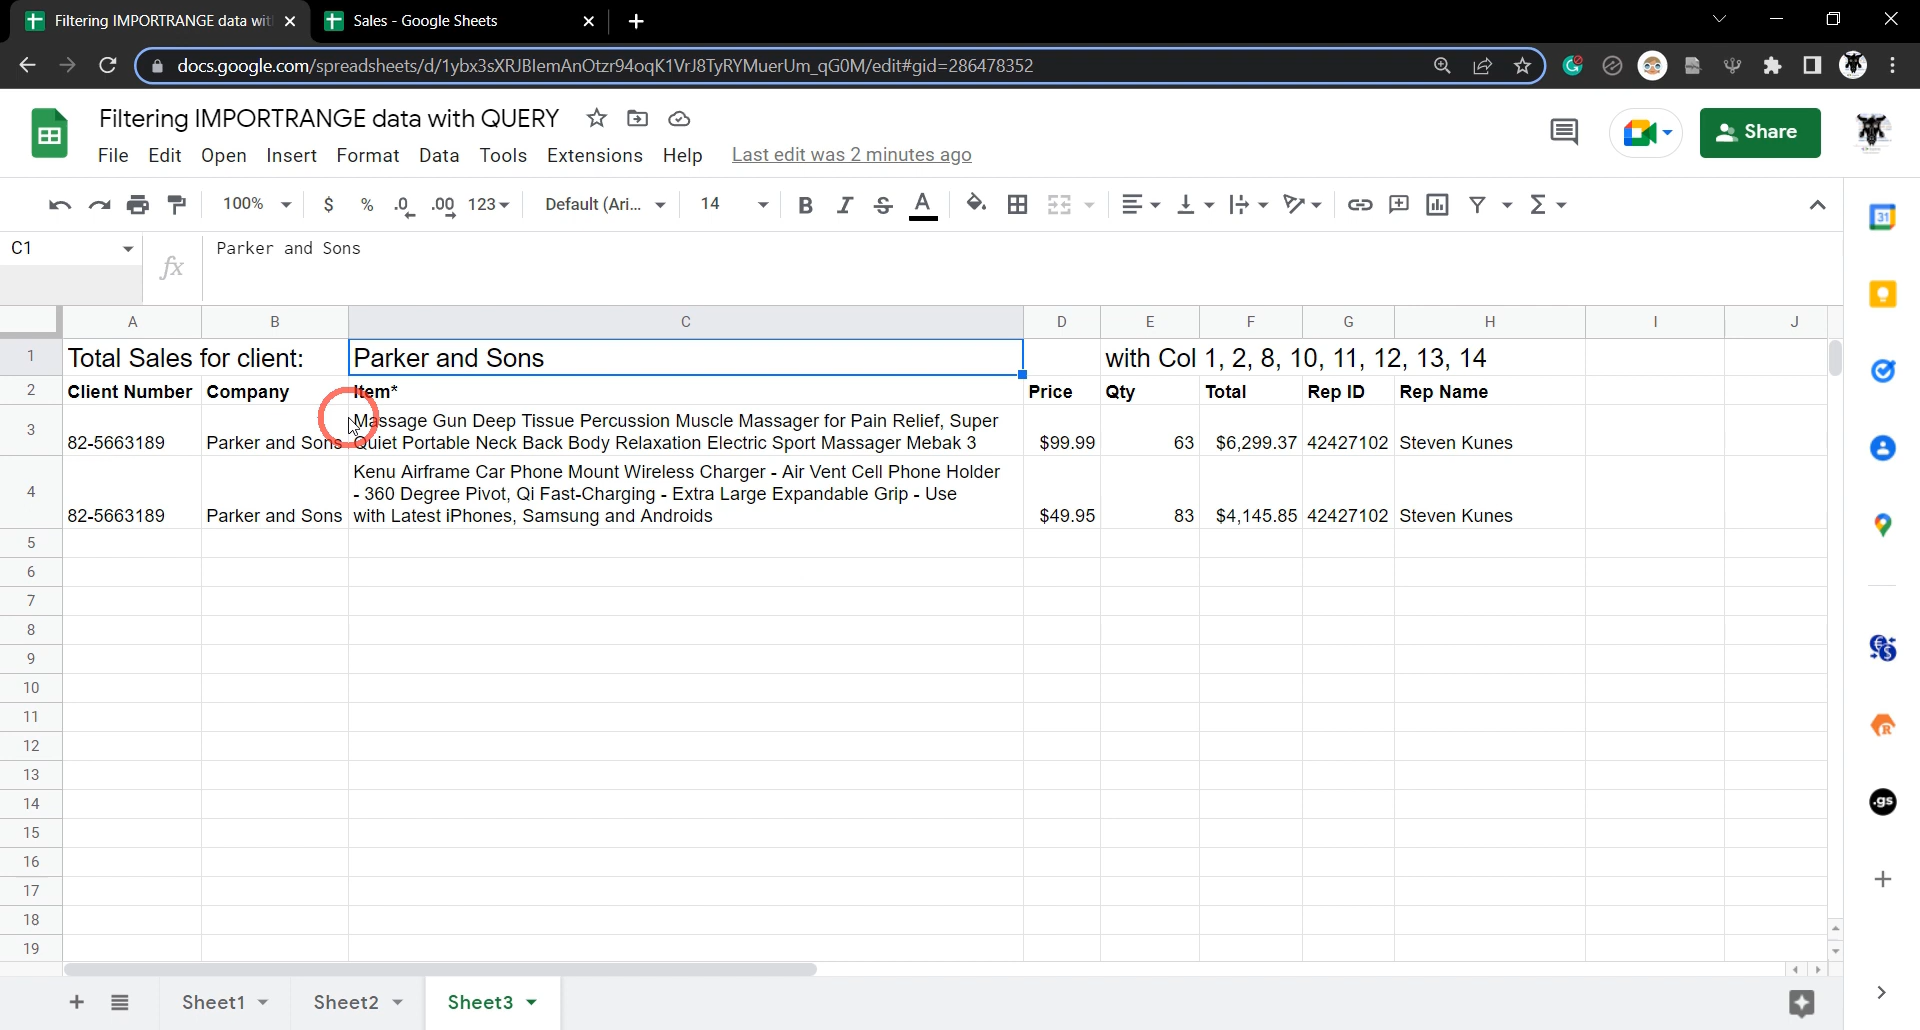 Filtering IMPORTRANGE data wit
Sales - Google Sheets
docs.google.com/spreadsheets/d/1ybx3sXRJBlemAnOtzr94oqK1VrJ8TyRYMuerUm_qG0M/edit#gid=286478352
Filtering IMPORTRANGE data with QUERY
Share
File Edit Open Insert Format Data Tools Extensions Help Last edit was 2 minutes ago
100% $ % .0 .00 123 Default (Ari... 14 B I S A
31
C1 fx Parker and Sons
A B C D E F G H I J
1 Total Sales for client: Parker and Sons with Col 1, 2, 8, 10, 11, 12, 13, 14
2 Client Number Company Item* Price Qty Total Rep ID Rep Name
3 82-5663189 Parker and Sons Massage Gun Deep Tissue Percussion Muscle Massager for Pain Relief, Super
Quiet Portable Neck Back Body Relaxation Electric Sport Massager Mebak 3 $99.99 63 $6,299.37 42427102 Steven Kunes
4 82-5663189 Parker and Sons Kenu Airframe Car Phone Mount Wireless Charger - Air Vent Cell Phone Holder
- 360 Degree Pivot, Qi Fast-Charging - Extra Large Expandable Grip - Use
with Latest iPhones, Samsung and Androids $49.95 83 $4,145.85 42427102 Steven Kunes
5
6
7
8
9
10
11
12
13
14
15
16
17
18
19
.gs
Sheet1 Sheet2 Sheet3